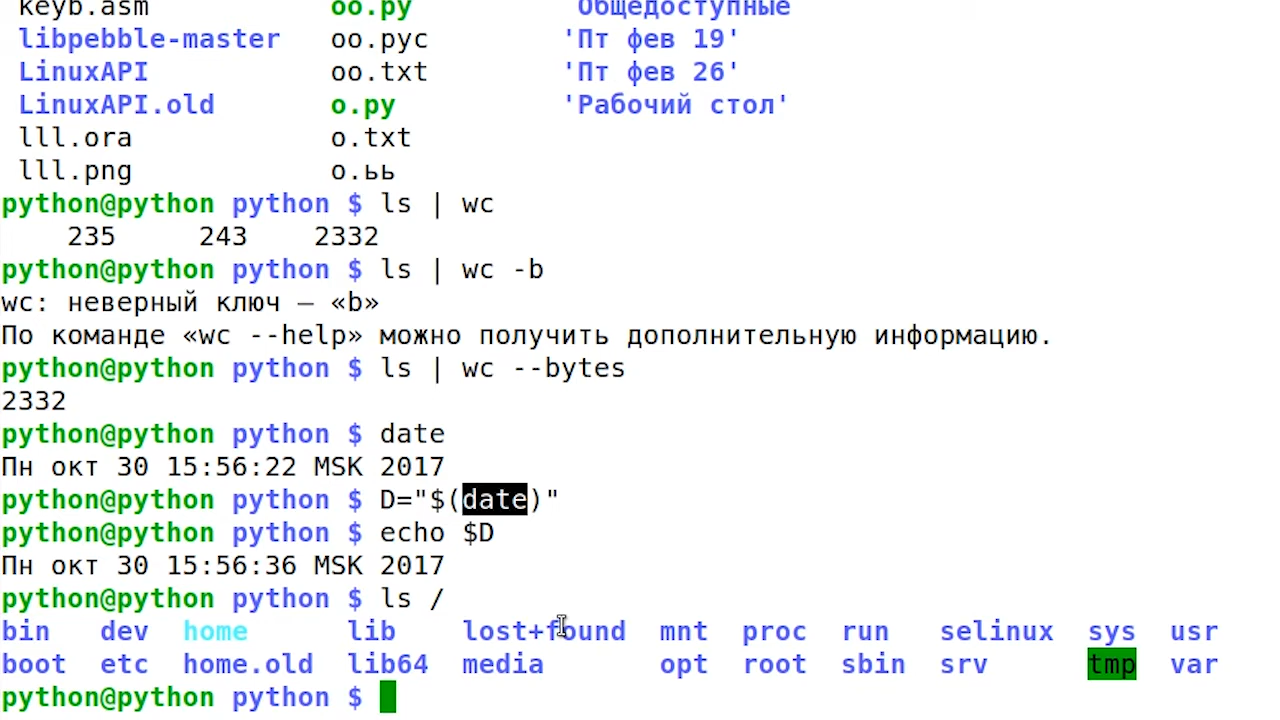 keyb.asm оо.py 'Общедоступные
libpebble-master оо.рус 'Пт фев 19'
LinuxAPI оо.txt 'Пт фев 26'
LinuxAPI.old о.py 'Рабочий стол'
lll.ora о.txt
lll.png о.ьь
python@python python $ ls | wc
235 243 2332
python@python python $ ls | wc -b
wc: неверный ключ — «b»
По команде «wc --help» можно получить дополнительную информацию.
python@python python $ ls | wc --bytes
2332
python@python python $ date
Пн окт 30 15:56:22 MSK 2017
python@python python $ D="$(date)"
python@python python $ echo $D
Пн окт 30 15:56:36 MSK 2017
python@python python $ ls /
bin dev home lib lost+found mnt proc run selinux sys usr
boot etc home.old lib64 media opt root sbin srv tmp var
python@python python $